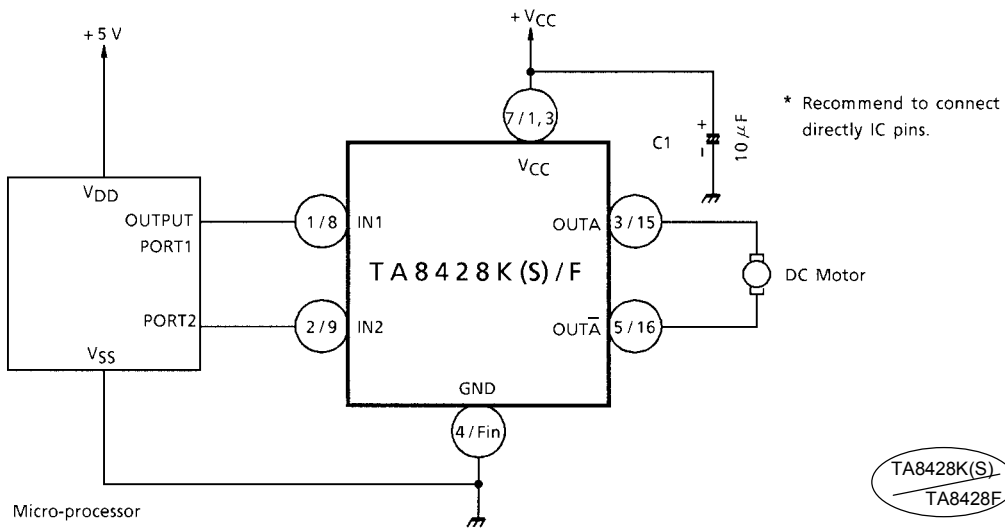 + 5 V
+ VCC
7 / 1, 3
C1
+
-
10 μF
* Recommend to connect
directly IC pins.
VDD
VCC
OUTPUT
PORT1
1 / 8
IN1
OUTA
3 / 15
TA8428K(S)/F
DC Motor
PORT2
2 / 9
IN2
OUTA̅
5 / 16
VSS
GND
4 / Fin
Micro-processor
TA8428K(S)
TA8428F